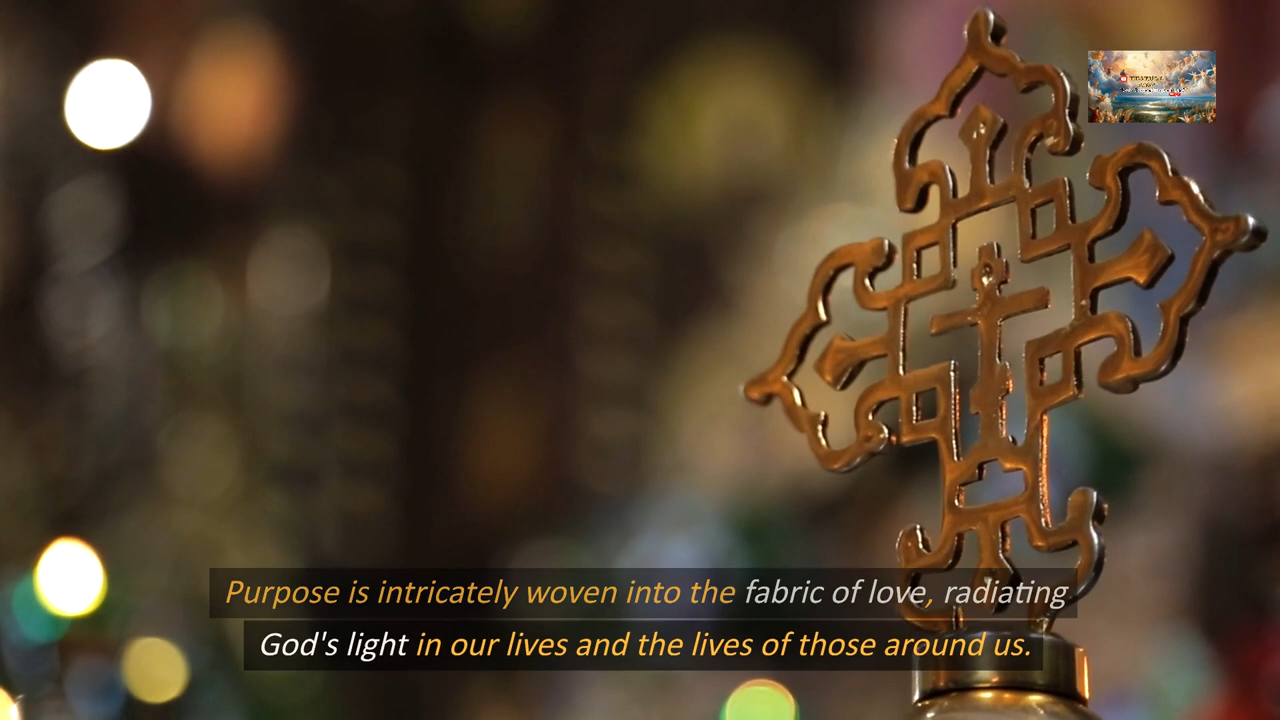 Purpose is intricately woven into the fabric of love, radiating
God's light in our lives and the lives of those around us.